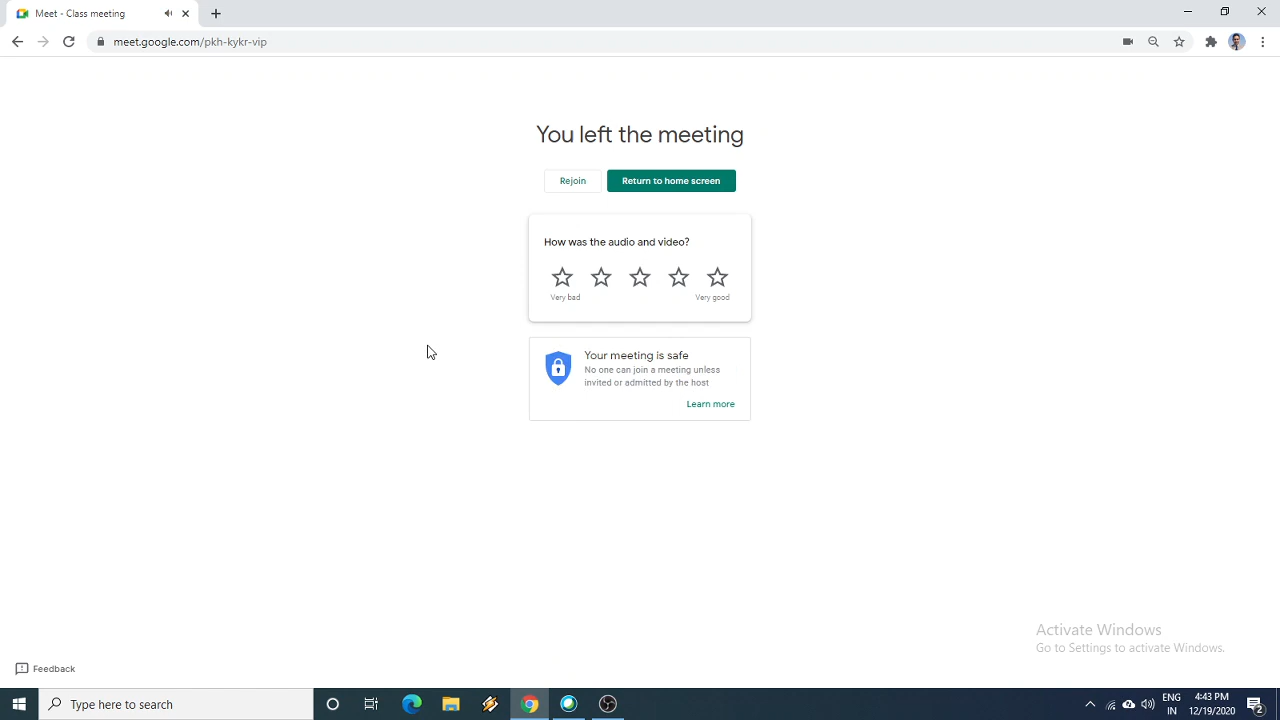 Meet - Class meeting
meet.google.com/pkh-kykr-vip
You left the meeting
Rejoin
Return to home screen
How was the audio and video?
Very bad
Very good
Your meeting is safe
No one can join a meeting unless
invited or admitted by the host
Learn more
Activate Windows
Go to Settings to activate Windows.
Feedback
Type here to search
ENG
IN
4:43 PM
12/19/2020
2